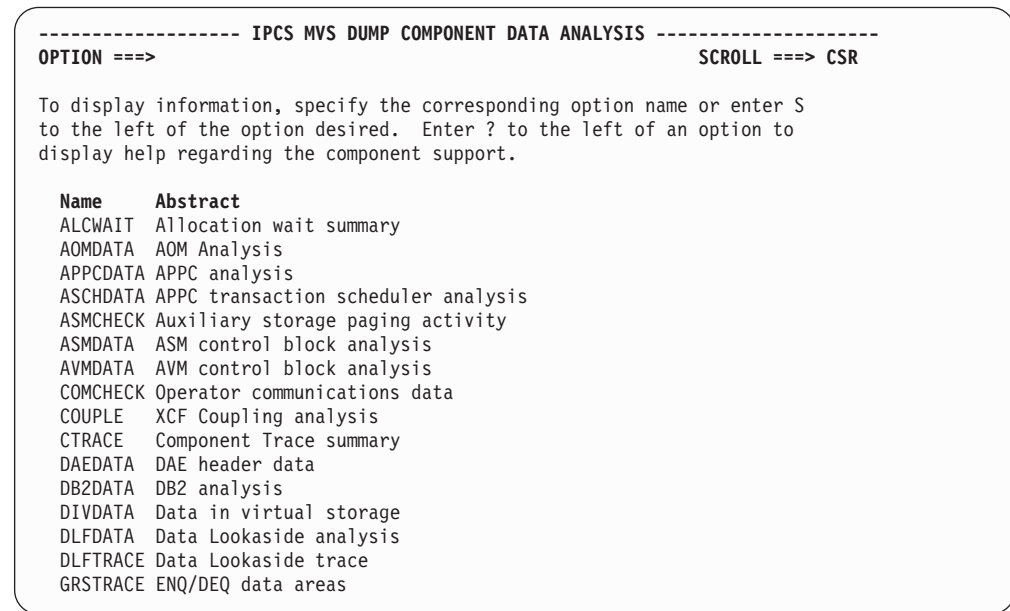 ------------------- IPCS MVS DUMP COMPONENT DATA ANALYSIS ---------------------
OPTION ===> SCROLL ===> CSR
To display information, specify the corresponding option name or enter S
to the left of the option desired. Enter ? to the left of an option to
display help regarding the component support.
Name Abstract
ALCWAIT Allocation wait summary
AOMDATA AOM Analysis
APPCDATA APPC analysis
ASCHDATA APPC transaction scheduler analysis
ASMCHECK Auxiliary storage paging activity
ASMDATA ASM control block analysis
AVMDATA AVM control block analysis
COMCHECK Operator communications data
COUPLE XCF Coupling analysis
CTRACE Component Trace summary
DAEDATA DAE header data
DB2DATA DB2 analysis
DIVDATA Data in virtual storage
DLFDATA Data Lookaside analysis
DLFTRACE Data Lookaside trace
GRSTRACE ENQ/DEQ data areas